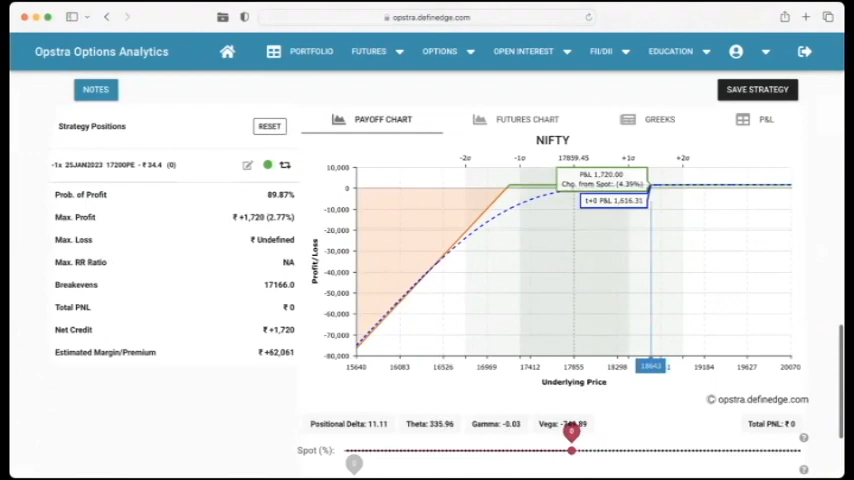 opstra.definedge.com
Opstra Options Analytics
PORTFOLIO
FUTURES
OPTIONS
OPEN INTEREST
FII/DII
EDUCATION
NOTES
SAVE STRATEGY
Strategy Positions
RESET
PAYOFF CHART
FUTURES CHART
GREEKS
P&L
-1x 25JAN2023 17200PE - ₹ 34.4 (0)
Prob. of Profit 89.87%
Max. Profit ₹ +1,720 (2.77%)
Max. Loss ₹ Undefined
Max. RR Ratio NA
Breakevens 17166.0
Total PNL ₹ 0
Net Credit ₹ +1,720
Estimated Margin/Premium ₹ +62,061
NIFTY
-2σ -1σ 17859.45 +1σ +2σ
P&L 1,720.00
Chg. from Spot: (4.39%)
t+0 P&L 1,616.31
Profit/Loss
10,000
0
-10,000
-20,000
-30,000
-40,000
-50,000
-60,000
-70,000
-80,000
15640 16083 16526 16969 17412 17855 18298 18643 19184 19627 20070
Underlying Price
© opstra.definedge.com
Positional Delta: 11.11 Theta: 335.96 Gamma: -0.03 Vega: Total PNL: ₹ 0
0
Spot (%):